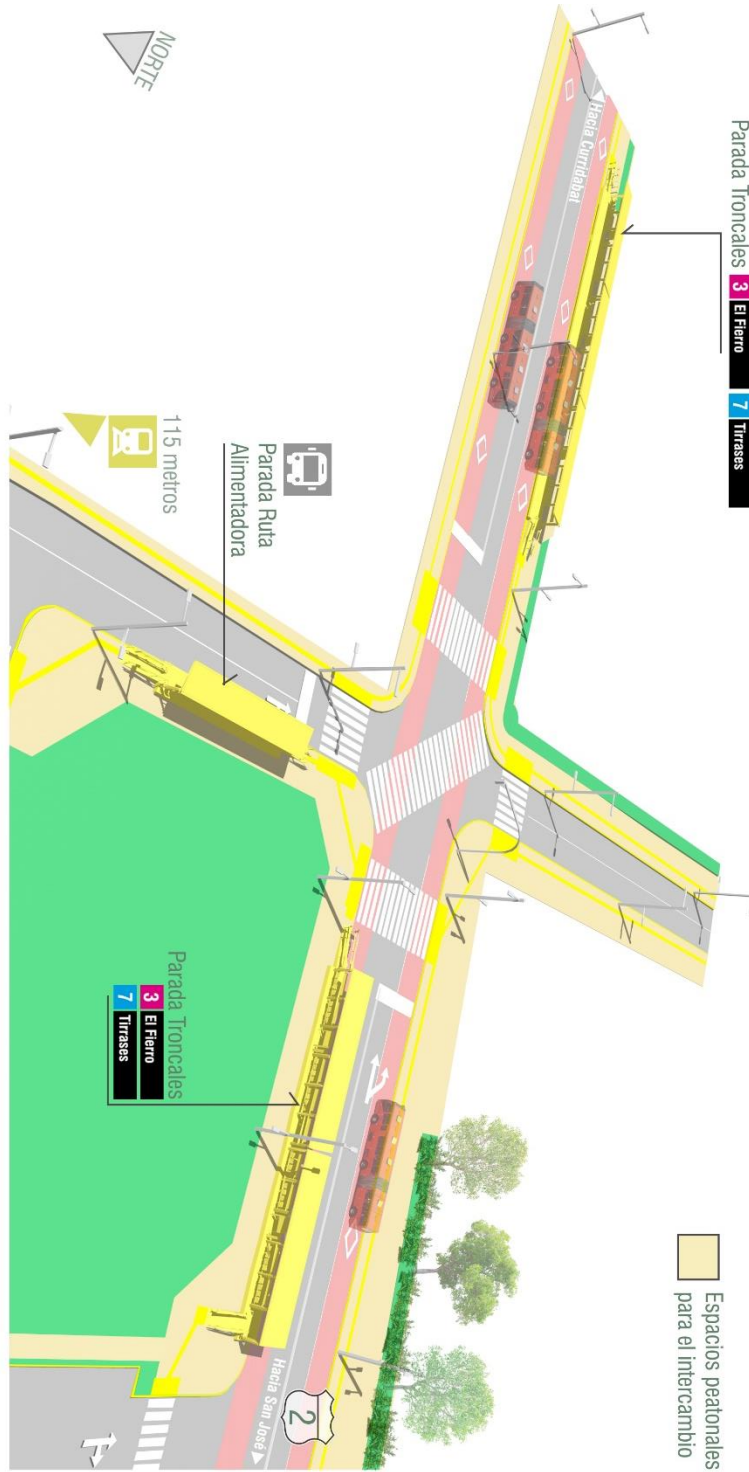 Parada Troncales
3 El Fierro
7 Tirrases
Hacia Curridabat
NORTE
Parada Ruta
Alimentadora
115 metros
Parada Troncales
3 El Fierro
7 Tirrases
Hacia San José
2
Espacios peatonales
para el intercambio